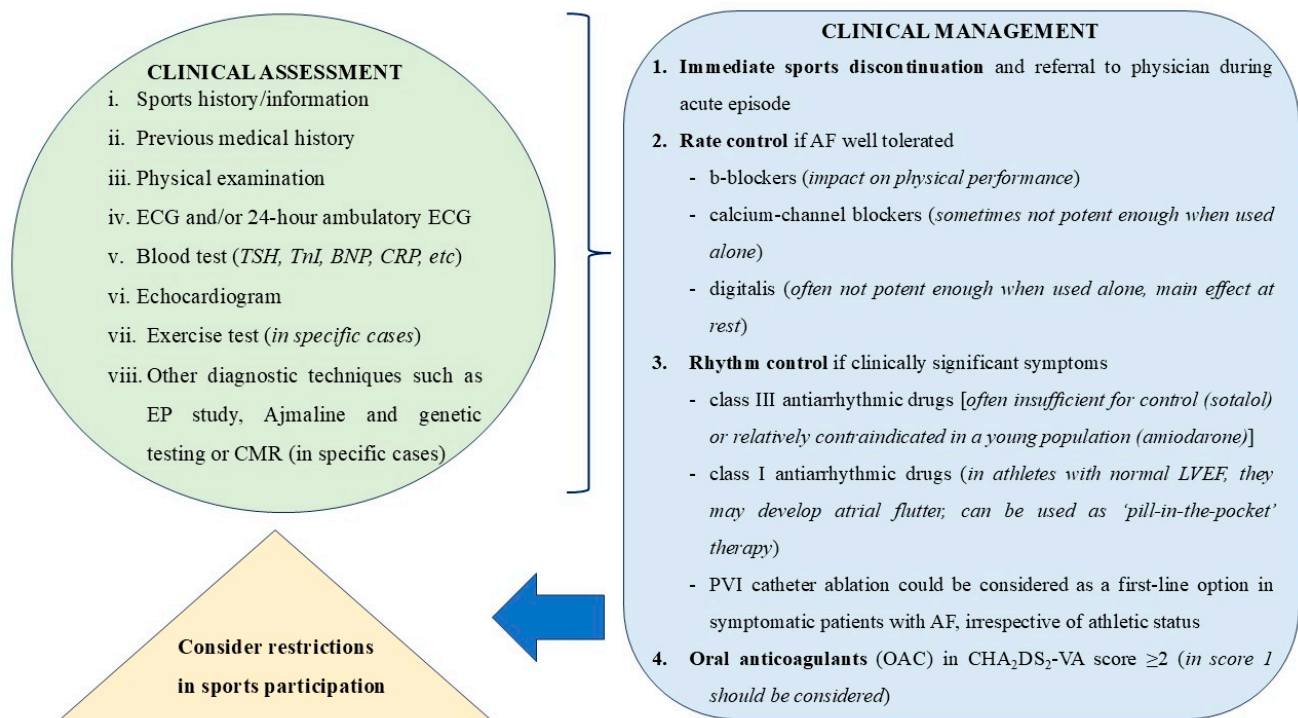 CLINICAL ASSESSMENT
i. Sports history/information
ii. Previous medical history
iii. Physical examination
iv. ECG and/or 24-hour ambulatory ECG
v. Blood test (TSH, TnI, BNP, CRP, etc)
vi. Echocardiogram
vii. Exercise test (in specific cases)
viii. Other diagnostic techniques such as
EP study, Ajmaline and genetic
testing or CMR (in specific cases)
Consider restrictions
in sports participation
CLINICAL MANAGEMENT
1. Immediate sports discontinuation and referral to physician during
acute episode
2. Rate control if AF well tolerated
- b-blockers (impact on physical performance)
- calcium-channel blockers (sometimes not potent enough when used
alone)
- digitalis (often not potent enough when used alone, main effect at
rest)
3. Rhythm control if clinically significant symptoms
- class III antiarrhythmic drugs [often insufficient for control (sotalol)
or relatively contraindicated in a young population (amiodarone)]
- class I antiarrhythmic drugs (in athletes with normal LVEF, they
may develop atrial flutter, can be used as ‘pill-in-the-pocket’
therapy)
- PVI catheter ablation could be considered as a first-line option in
symptomatic patients with AF, irrespective of athletic status
4. Oral anticoagulants (OAC) in CHA₂DS₂-VA score ≥2 (in score 1
should be considered)